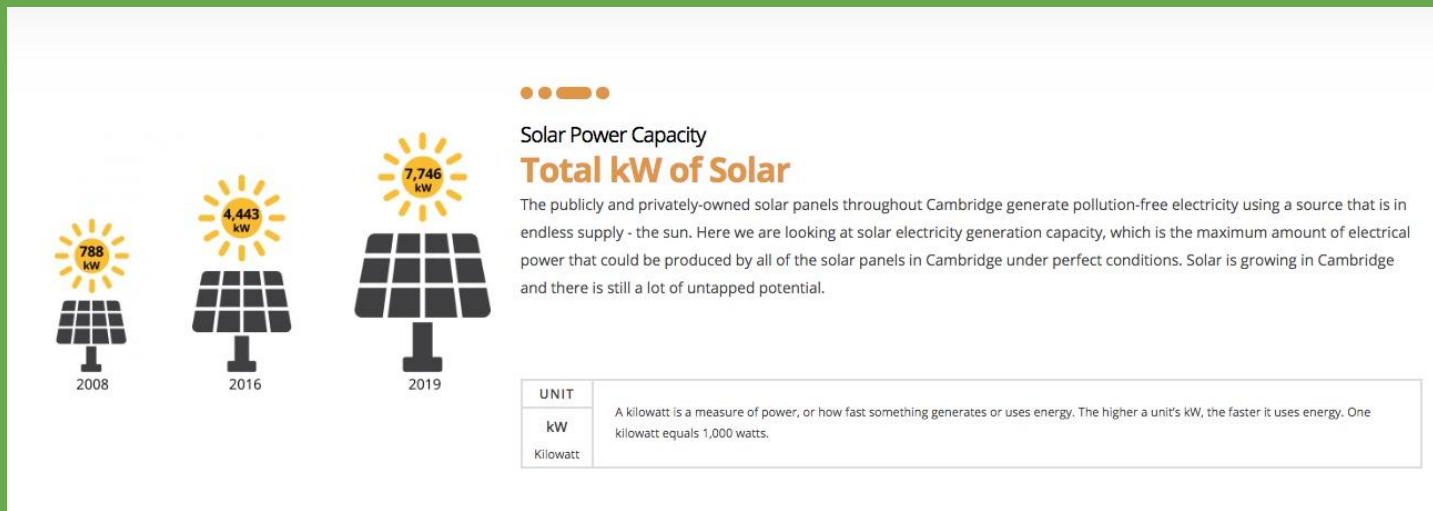 788
kW
2008
4,443
kW
2016
7,746
kW
2019
Solar Power Capacity
Total kW of Solar
The publicly and privately-owned solar panels throughout Cambridge generate pollution-free electricity using a source that is in
endless supply - the sun. Here we are looking at solar electricity generation capacity, which is the maximum amount of electrical
power that could be produced by all of the solar panels in Cambridge under perfect conditions. Solar is growing in Cambridge
and there is still a lot of untapped potential.
UNIT
kW
Kilowatt
A kilowatt is a measure of power, or how fast something generates or uses energy. The higher a unit's kW, the faster it uses energy. One
kilowatt equals 1,000 watts.